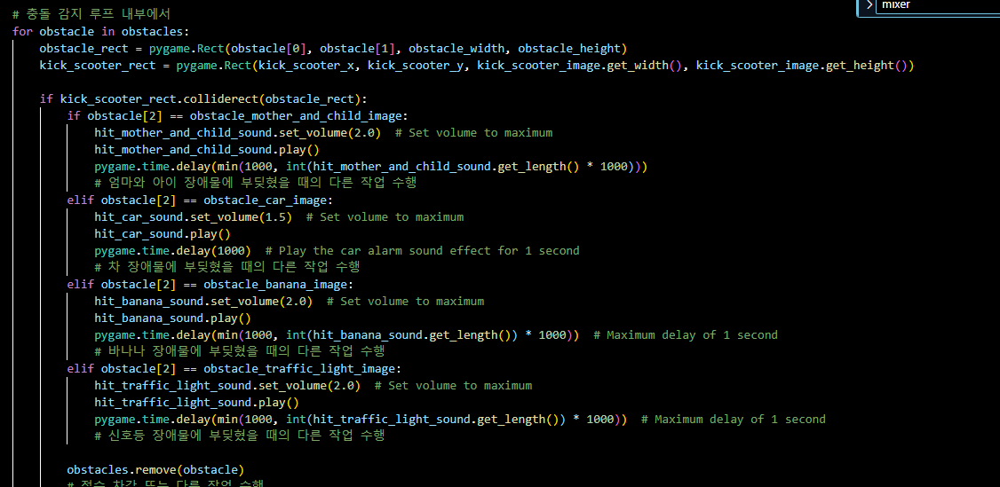 mixer
# 충돌 감지 루프 내부에서
for obstacle in obstacles:
    obstacle_rect = pygame.Rect(obstacle[0], obstacle[1], obstacle_width, obstacle_height)
    kick_scooter_rect = pygame.Rect(kick_scooter_x, kick_scooter_y, kick_scooter_image.get_width(), kick_scooter_image.get_height())
    if kick_scooter_rect.colliderect(obstacle_rect):
        if obstacle[2] == obstacle_mother_and_child_image:
            hit_mother_and_child_sound.set_volume(2.0)  # Set volume to maximum
            hit_mother_and_child_sound.play()
            pygame.time.delay(min(1000, int(hit_mother_and_child_sound.get_length() * 1000)))
            # 엄마와 아이 장애물에 부딪혔을 때의 다른 작업 수행
        elif obstacle[2] == obstacle_car_image:
            hit_car_sound.set_volume(1.5)  # Set volume to maximum
            hit_car_sound.play()
            pygame.time.delay(1000)  # Play the car alarm sound effect for 1 second
            # 차 장애물에 부딪혔을 때의 다른 작업 수행
        elif obstacle[2] == obstacle_banana_image:
            hit_banana_sound.set_volume(2.0)  # Set volume to maximum
            hit_banana_sound.play()
            pygame.time.delay(min(1000, int(hit_banana_sound.get_length()) * 1000))  # Maximum delay of 1 second
            # 바나나 장애물에 부딪혔을 때의 다른 작업 수행
        elif obstacle[2] == obstacle_traffic_light_image:
            hit_traffic_light_sound.set_volume(2.0)  # Set volume to maximum
            hit_traffic_light_sound.play()
            pygame.time.delay(min(1000, int(hit_traffic_light_sound.get_length()) * 1000))  # Maximum delay of 1 second
            # 신호등 장애물에 부딪혔을 때의 다른 작업 수행
        obstacles.remove(obstacle)
        # 점수 차감 또는 다른 작업 수행